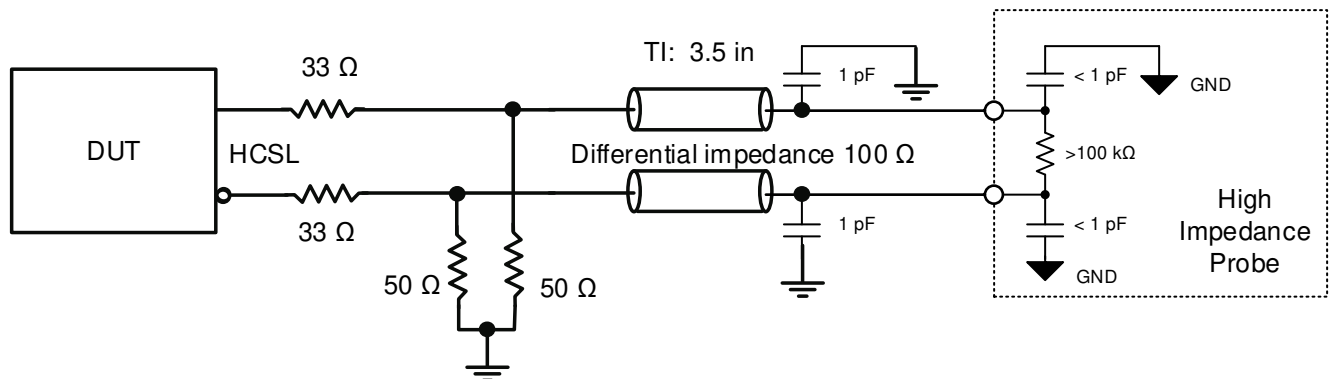 TI: 3.5 in
33 Ω
1 pF
< 1 pF
GND
DUT
HCSL
Differential impedance 100 Ω
>100 kΩ
33 Ω
1 pF
< 1 pF
High
Impedance
Probe
50 Ω
50 Ω
GND